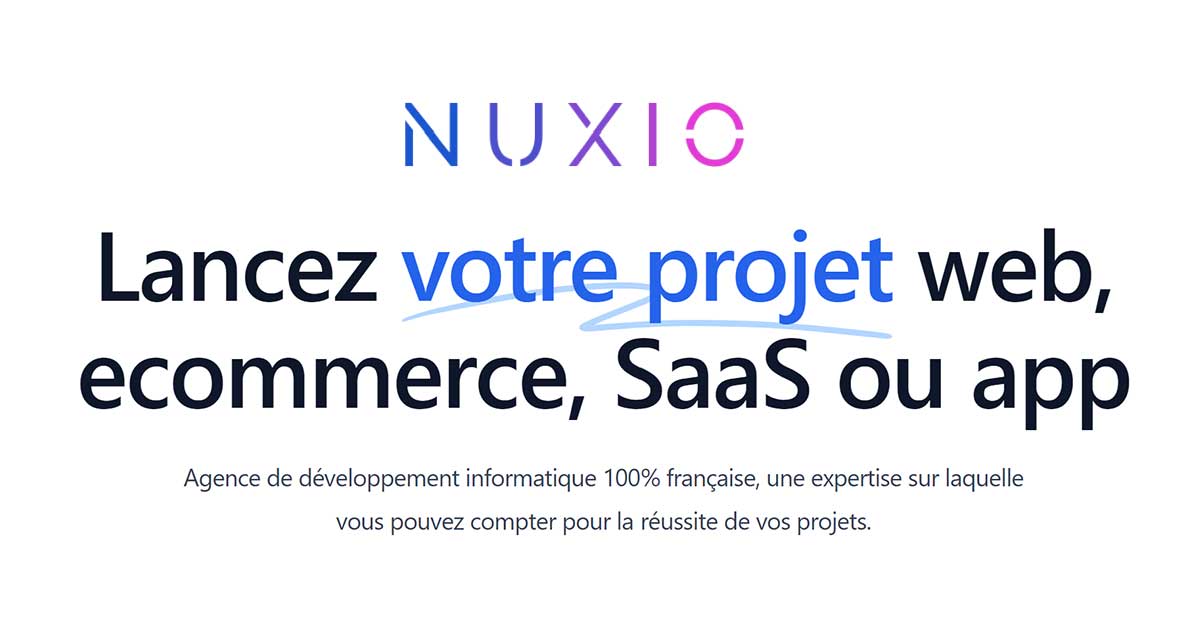 NUXIO
Lancez votre projet web,
ecommerce, SaaS ou app
Agence de développement informatique 100% française, une expertise sur laquelle
vous pouvez compter pour la réussite de vos projets.